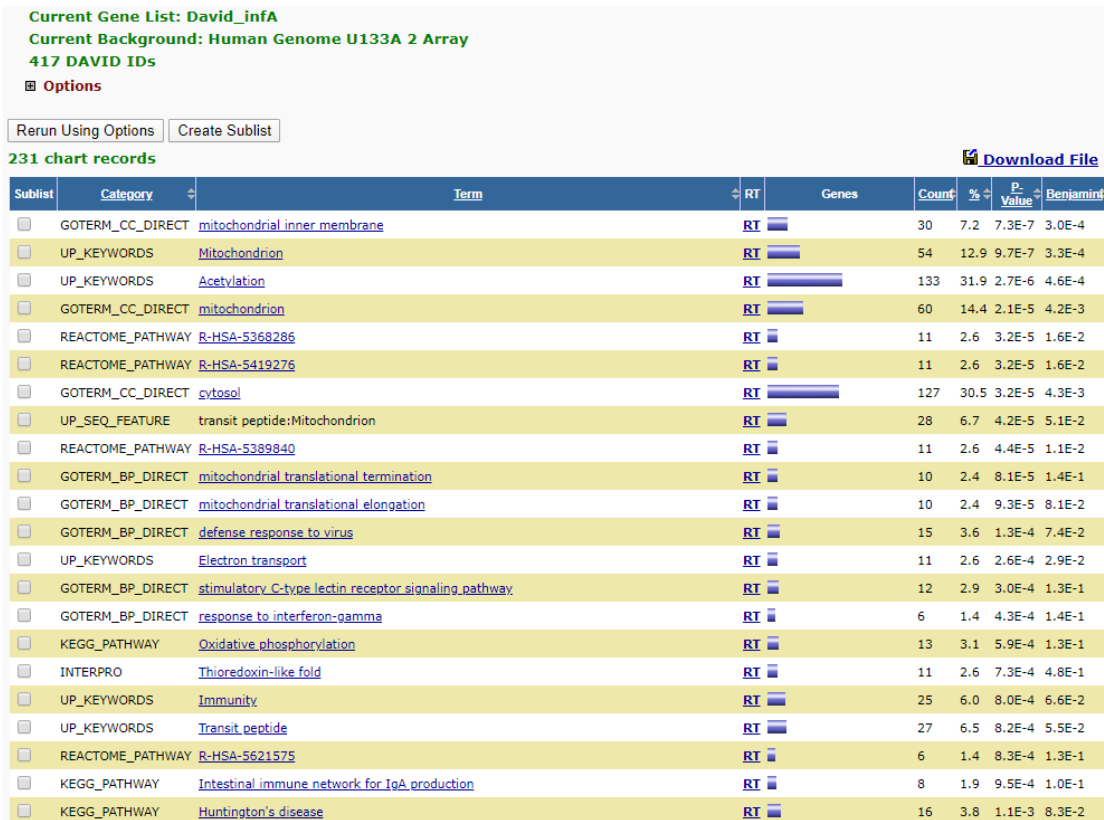 Current Gene List: David_infA
Current Background: Human Genome U133A 2 Array
417 DAVID IDs
Options
Rerun Using Options Create Sublist
231 chart records Download File
Sublist Category Term RT Genes Count % P-Value Benjamini
GOTERM_CC_DIRECT mitochondrial inner membrane RT 30 7.2 7.3E-7 3.0E-4
UP_KEYWORDS Mitochondrion RT 54 12.9 9.7E-7 3.3E-4
UP_KEYWORDS Acetylation RT 133 31.9 2.7E-6 4.6E-4
GOTERM_CC_DIRECT mitochondrion RT 60 14.4 2.1E-5 4.2E-3
REACTOME_PATHWAY R-HSA-5368286 RT 11 2.6 3.2E-5 1.6E-2
REACTOME_PATHWAY R-HSA-5419276 RT 11 2.6 3.2E-5 1.6E-2
GOTERM_CC_DIRECT cytosol RT 127 30.5 3.2E-5 4.3E-3
UP_SEQ_FEATURE transit peptide:Mitochondrion RT 28 6.7 4.2E-5 5.1E-2
REACTOME_PATHWAY R-HSA-5389840 RT 11 2.6 4.4E-5 1.1E-2
GOTERM_BP_DIRECT mitochondrial translational termination RT 10 2.4 8.1E-5 1.4E-1
GOTERM_BP_DIRECT mitochondrial translational elongation RT 10 2.4 9.3E-5 8.1E-2
GOTERM_BP_DIRECT defense response to virus RT 15 3.6 1.3E-4 7.4E-2
UP_KEYWORDS Electron transport RT 11 2.6 2.6E-4 2.9E-2
GOTERM_BP_DIRECT stimulatory C-type lectin receptor signaling pathway RT 12 2.9 3.0E-4 1.3E-1
GOTERM_BP_DIRECT response to interferon-gamma RT 6 1.4 4.3E-4 1.4E-1
KEGG_PATHWAY Oxidative phosphorylation RT 13 3.1 5.9E-4 1.3E-1
INTERPRO Thioredoxin-like fold RT 11 2.6 7.3E-4 4.8E-1
UP_KEYWORDS Immunity RT 25 6.0 8.0E-4 6.6E-2
UP_KEYWORDS Transit peptide RT 27 6.5 8.2E-4 5.5E-2
REACTOME_PATHWAY R-HSA-5621575 RT 6 1.4 8.3E-4 1.3E-1
KEGG_PATHWAY Intestinal immune network for IgA production RT 8 1.9 9.5E-4 1.0E-1
KEGG_PATHWAY Huntington's disease RT 16 3.8 1.1E-3 8.3E-2